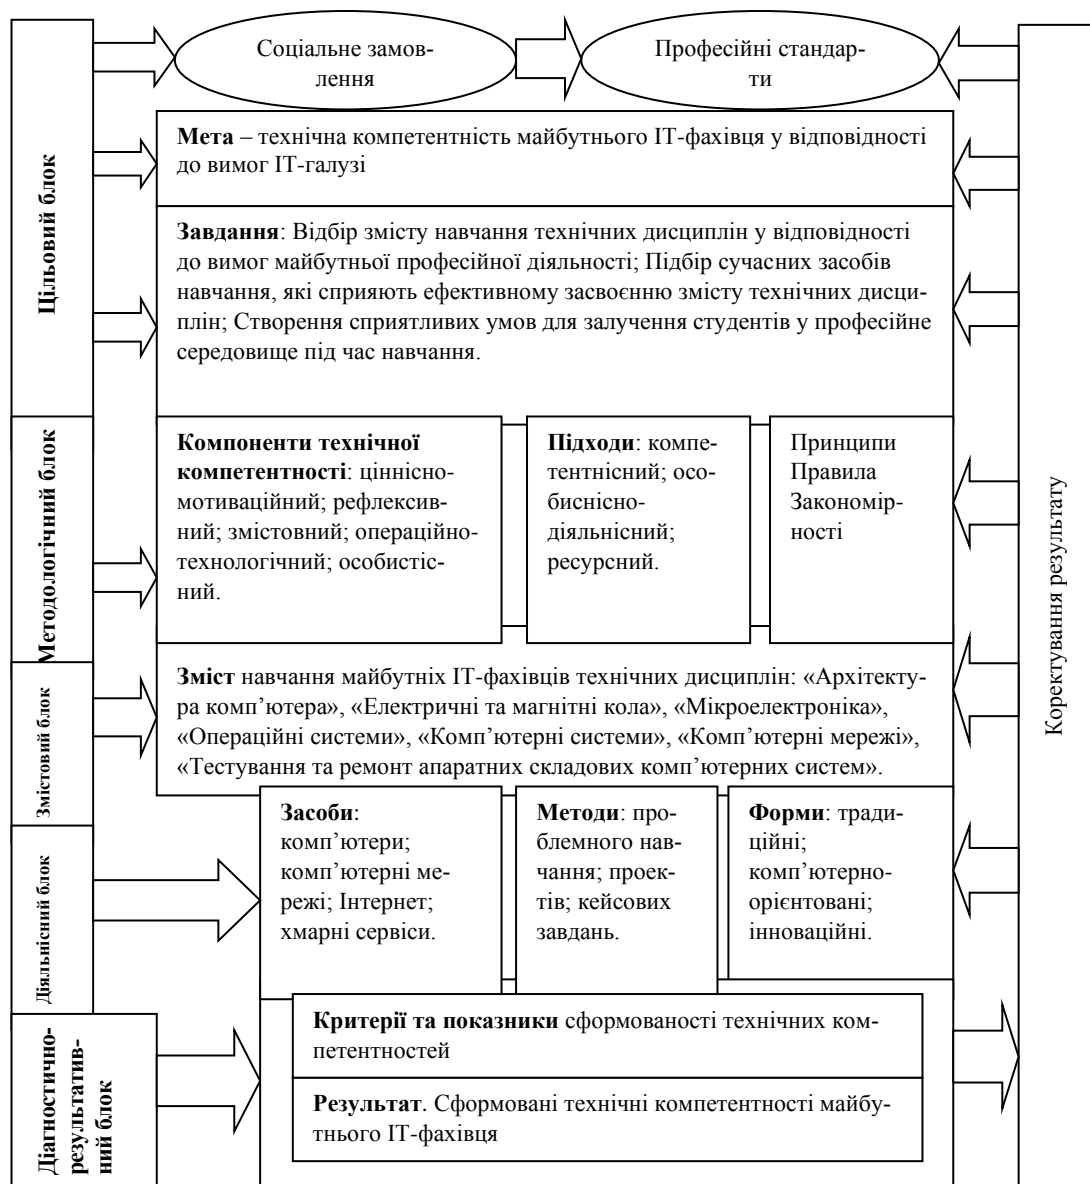 Соціальне замов-
лення
Професійні стандар-
ти
Цільовий блок
Мета – технічна компетентність майбутнього ІТ-фахівця у відповідності
до вимог ІТ-галузі
Завдання: Відбір змісту навчання технічних дисциплін у відповідності
до вимог майбутньої професійної діяльності; Підбір сучасних засобів
навчання, які сприяють ефективному засвоєнню змісту технічних дисци-
плін; Створення сприятливих умов для залучення студентів у професійне
середовище під час навчання.
Методологічний блок
Компоненти технічної
компетентності: ціннісно-
мотиваційний; рефлексив-
ний; змістовний; операційно-
технологічний; особистіс-
ний.
Підходи: компе-
тентнісний; осо-
биснісно-
діяльнісний;
ресурсний.
Принципи
Правила
Закономір-
ності
Змістовий блок
Зміст навчання майбутніх ІТ-фахівців технічних дисциплін: «Архітекту-
ра комп’ютера», «Електричні та магнітні кола», «Мікроелектроніка»,
«Операційні системи», «Комп’ютерні системи», «Комп’ютерні мережі»,
«Тестування та ремонт апаратних складових комп’ютерних систем».
Діяльнісний блок
Засоби:
комп’ютери;
комп’ютерні ме-
режі; Інтернет;
хмарні сервіси.
Методи: про-
блемного нав-
чання; проек-
тів; кейсових
завдань.
Форми: тради-
ційні;
комп’ютерно-
орієнтовані;
інноваційні.
Діагностично-
результатив-
ний блок
Критерії та показники сформованості технічних ком-
петентностей
Результат. Сформовані технічні компетентності майбу-
тнього ІТ-фахівця
Коректування результату